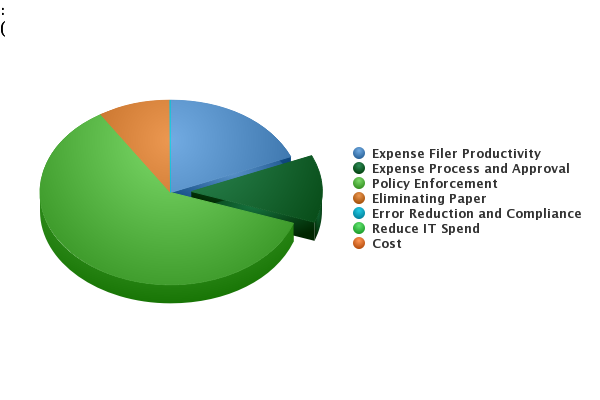 :
(
Expense Filer Productivity
Expense Process and Approval
Policy Enforcement
Eliminating Paper
Error Reduction and Compliance
Reduce IT Spend
Cost